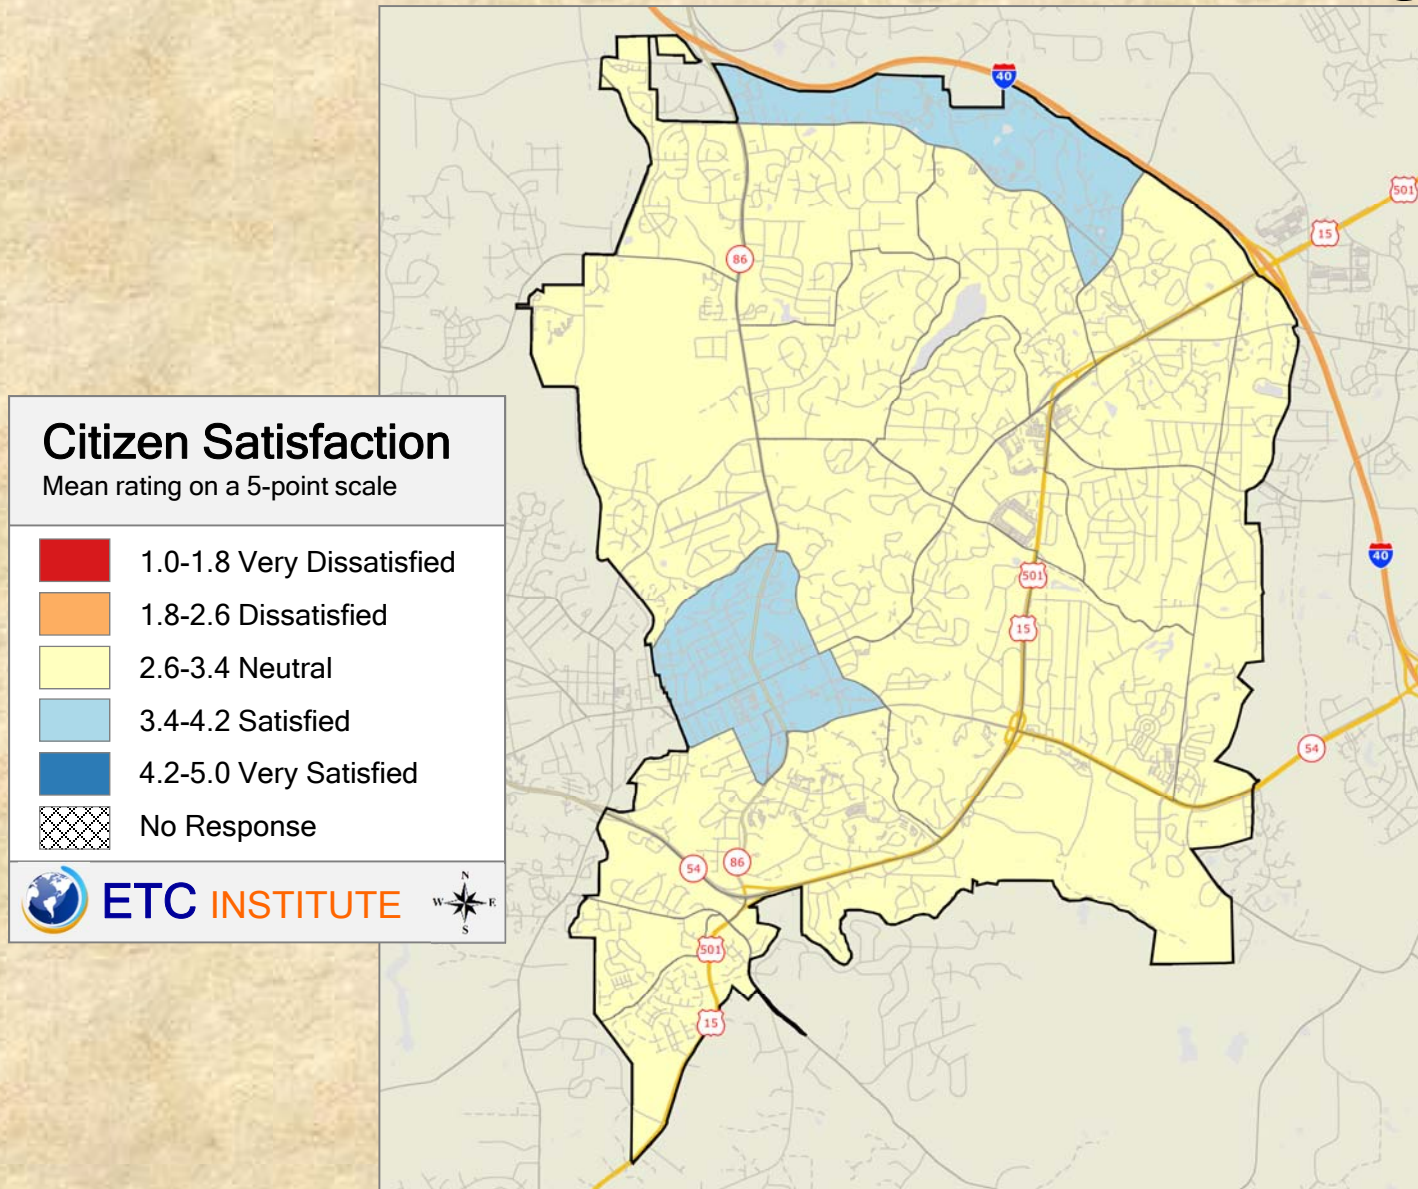 Citizen Satisfaction
Mean rating on a 5-point scale
1.0-1.8 Very Dissatisfied
1.8-2.6 Dissatisfied
2.6-3.4 Neutral
3.4-4.2 Satisfied
4.2-5.0 Very Satisfied
No Response
ETC INSTITUTE
N
W E
S
40
501
15
86
40
501
15
54
54
86
501
15